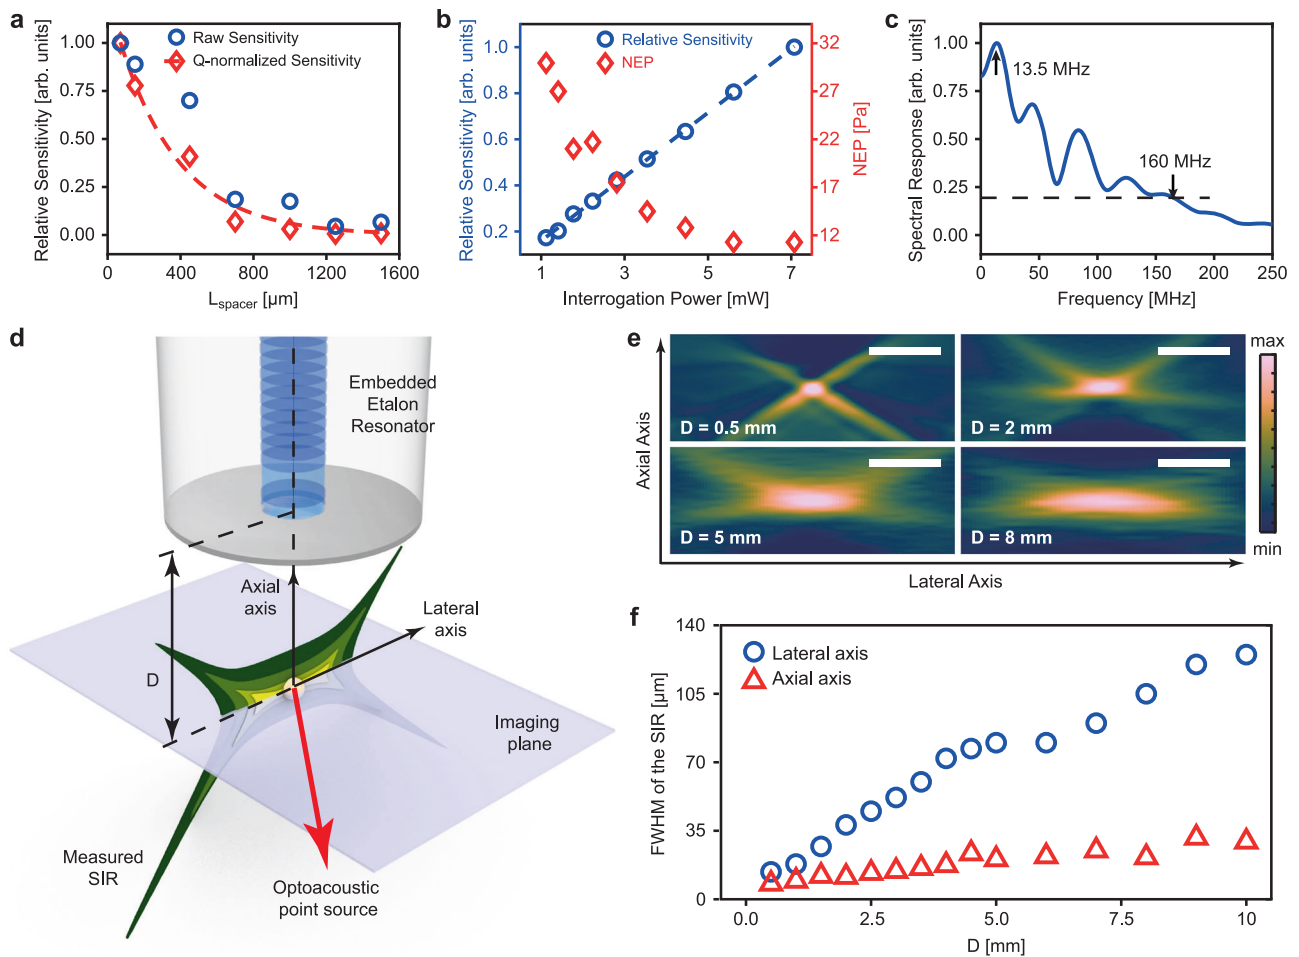 a
Relative Sensitivity [arb. units]
1.00
0.75
0.50
0.25
0.00
Raw Sensitivity
Q-normalized Sensitivity
0
400
800
1200
1600
Lspacer [µm]
b
Relative Sensitivity [arb. units]
1.0
0.8
0.6
0.4
0.2
Relative Sensitivity
NEP
32
27
22
17
12
NEP [Pa]
1
3
5
7
Interrogation Power [mW]
c
Spectral Response [arb. units]
1.00
0.75
0.50
0.25
0.00
13.5 MHz
160 MHz
0
50
100
150
200
250
Frequency [MHz]
d
Embedded
Etalon
Resonator
Axial
axis
Lateral
axis
D
Imaging
plane
Measured
SIR
Optoacoustic
point source
e
Axial Axis
D = 0.5 mm
D = 2 mm
D = 5 mm
D = 8 mm
Lateral Axis
max
min
f
FWHM of the SIR [µm]
140
105
70
35
0
Lateral axis
Axial axis
0.0
2.5
5.0
7.5
10
D [mm]